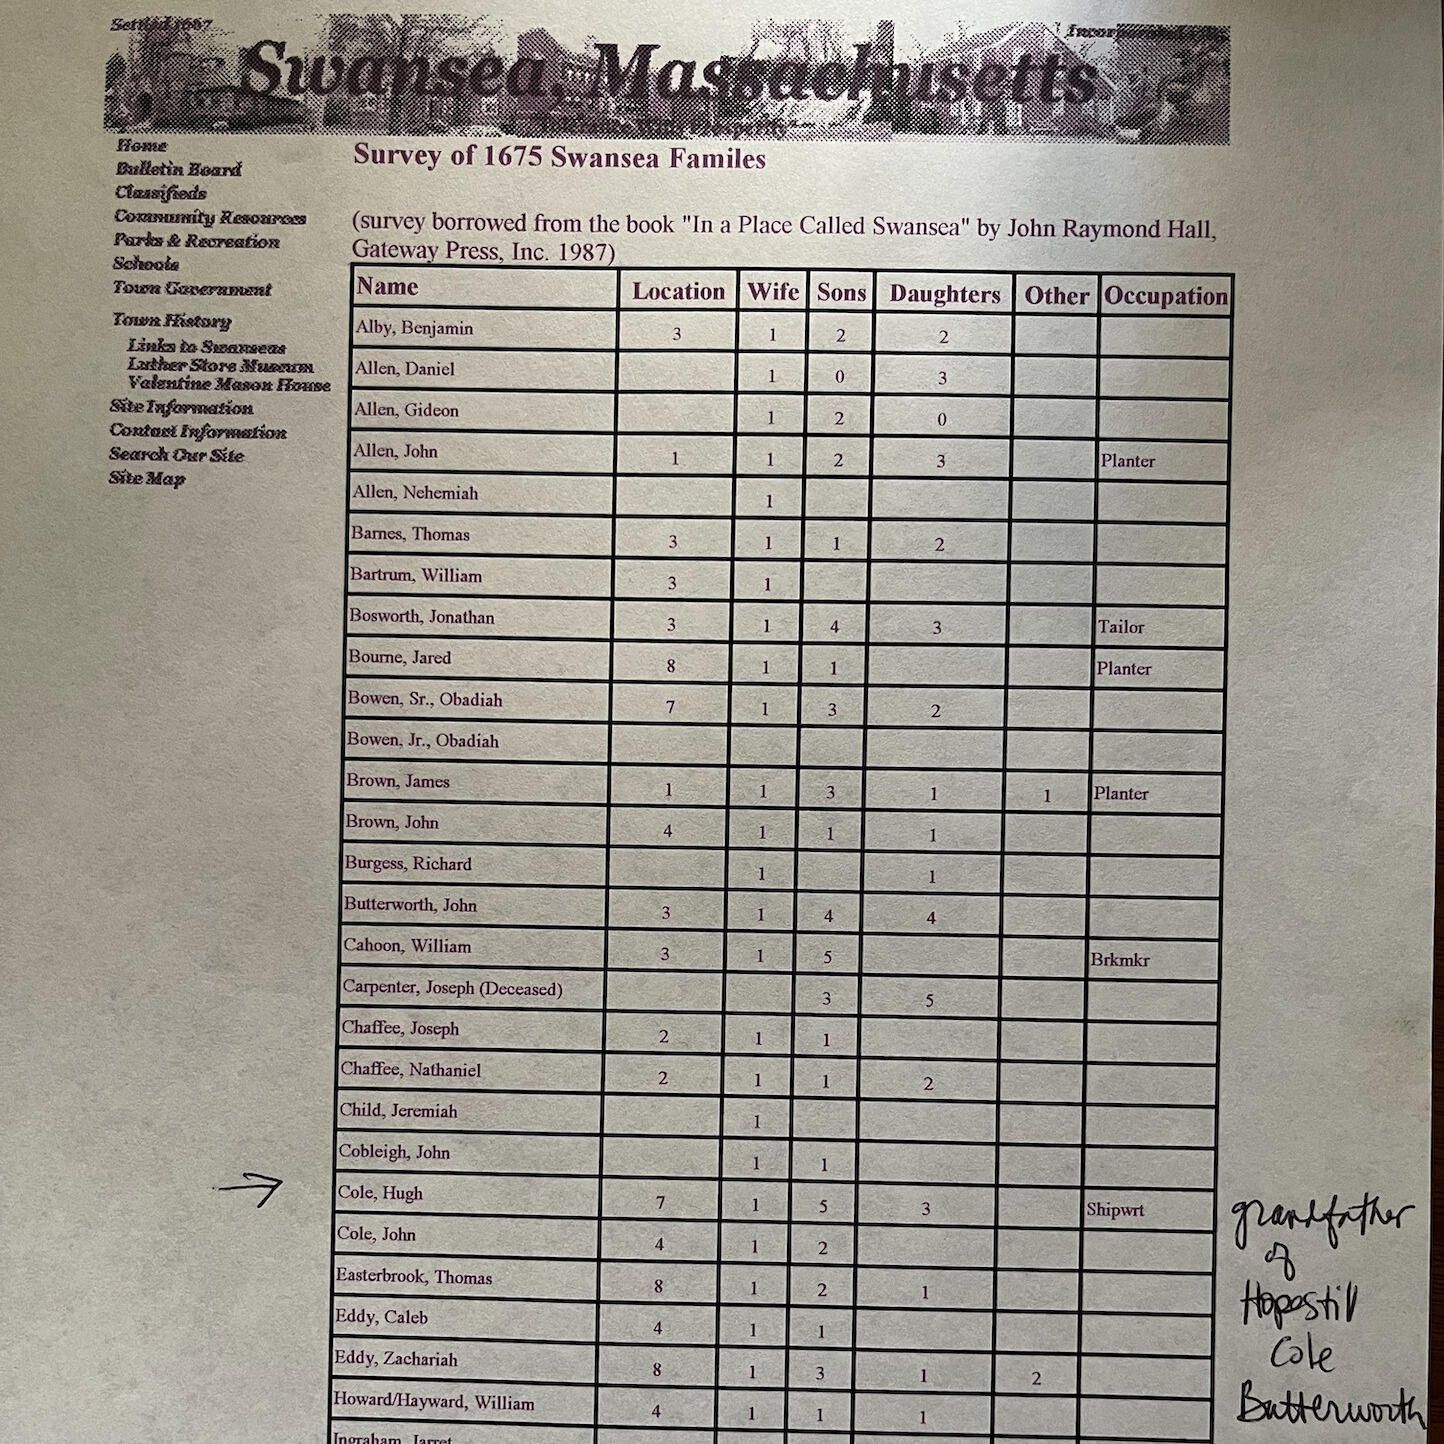 Settled 1667
Incorporated
Swansea, Massachusetts
Home
Bulletin Board
Classifieds
Community Resources
Parks & Recreation
Schools
Town Government
Town History
Links to Swanseas
Luther Store Museum
Valentine Mason House
Site Information
Contact Information
Search Our Site
Site Map
Survey of 1675 Swansea Familes
(survey borrowed from the book "In a Place Called Swansea" by John Raymond Hall,
Gateway Press, Inc. 1987)
Name Location Wife Sons Daughters Other Occupation
Alby, Benjamin 3 1 2 2
Allen, Daniel 1 0 3
Allen, Gideon 1 2 0
Allen, John 1 1 2 3 Planter
Allen, Nehemiah 1
Barnes, Thomas 3 1 1 2
Bartrum, William 3 1
Bosworth, Jonathan 3 1 4 3 Tailor
Bourne, Jared 8 1 1 Planter
Bowen, Sr., Obadiah 7 1 3 2
Bowen, Jr., Obadiah
Brown, James 1 1 3 1 1 Planter
Brown, John 4 1 1 1
Burgess, Richard 1 1
Butterworth, John 3 1 4 4
Cahoon, William 3 1 5 Brkmkr
Carpenter, Joseph (Deceased) 3 5
Chaffee, Joseph 2 1 1
Chaffee, Nathaniel 2 1 1 2
Child, Jeremiah 1
Cobleigh, John 1 1
Cole, Hugh 7 1 5 3 Shipwrt
Cole, John 4 1 2
Easterbrook, Thomas 8 1 2 1
Eddy, Caleb 4 1 1
Eddy, Zachariah 8 1 3 1 2
Howard/Hayward, William 4 1 1 1
Ingraham, Jarret
grandfather
of
Hopestill
Cole
Butterworth